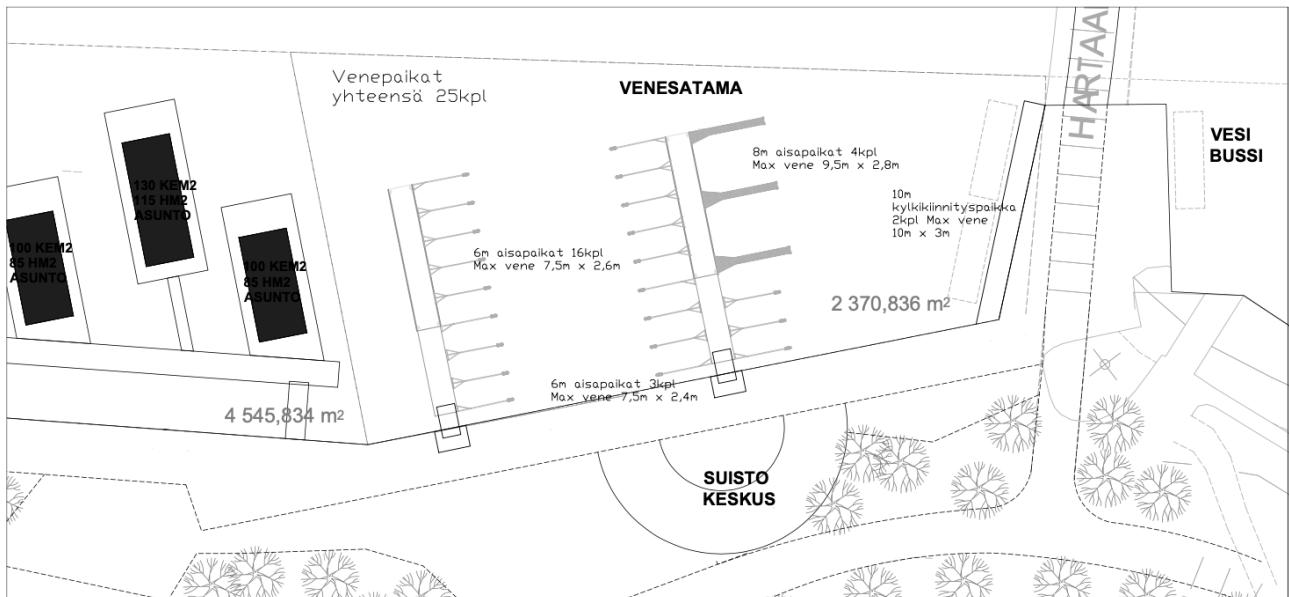 Venepaikat
yhteensä 25kpl
VENESATAMA
HARTAA
VESI
BUSSI
8m aisapaikat 4kpl
Max vene 9,5m x 2,8m
130 KEM2
115 HM2
ASUNTO
10m
kylkikiinnityspaikka
2kpl Max vene
10m x 3m
100 KEM2
85 HM2
ASUNTO
100 KEM2
85 HM2
ASUNTO
6m aisapaikat 16kpl
Max vene 7,5m x 2,6m
2 370,836 m²
6m aisapaikat 3kpl
Max vene 7,5m x 2,4m
4 545,834 m²
SUISTO
KESKUS